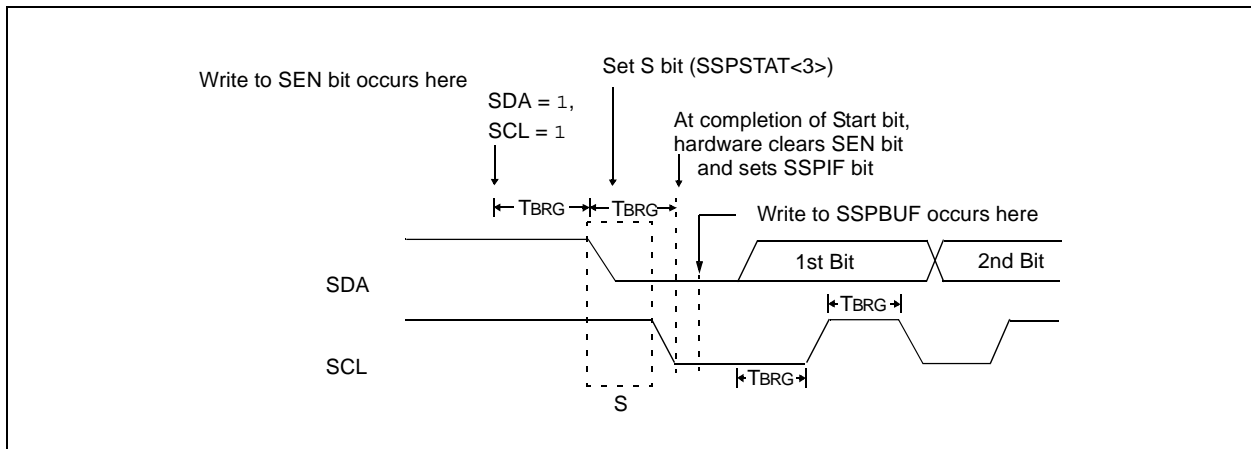 Write to SEN bit occurs here
Set S bit (SSPSTAT<3>)
SDA = 1,
SCL = 1
At completion of Start bit,
hardware clears SEN bit
and sets SSPIF bit
TBRG
TBRG
Write to SSPBUF occurs here
SDA
1st Bit
2nd Bit
TBRG
SCL
TBRG
S